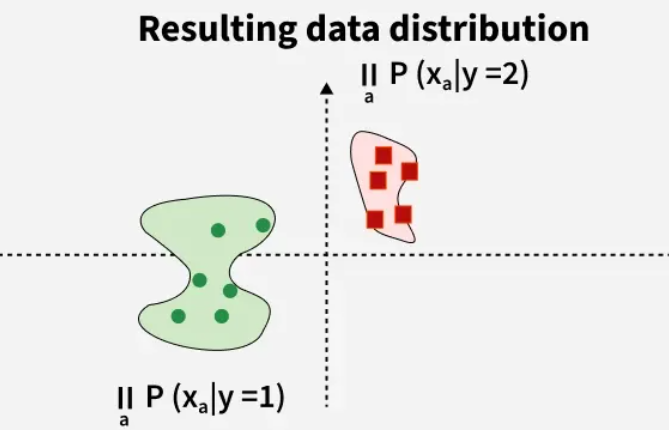 Resulting data distribution
∏ₐ P (xₐ|y =2)
∏ₐ P (xₐ|y =1)